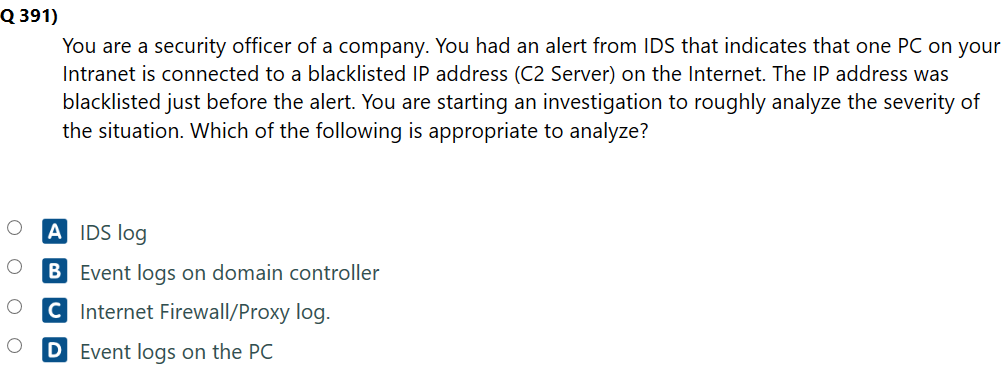 Q 391)
You are a security officer of a company. You had an alert from IDS that indicates that one PC on your
Intranet is connected to a blacklisted IP address (C2 Server) on the Internet. The IP address was
blacklisted just before the alert. You are starting an investigation to roughly analyze the severity of
the situation. Which of the following is appropriate to analyze?
A IDS log
B Event logs on domain controller
C Internet Firewall/Proxy log.
D Event logs on the PC